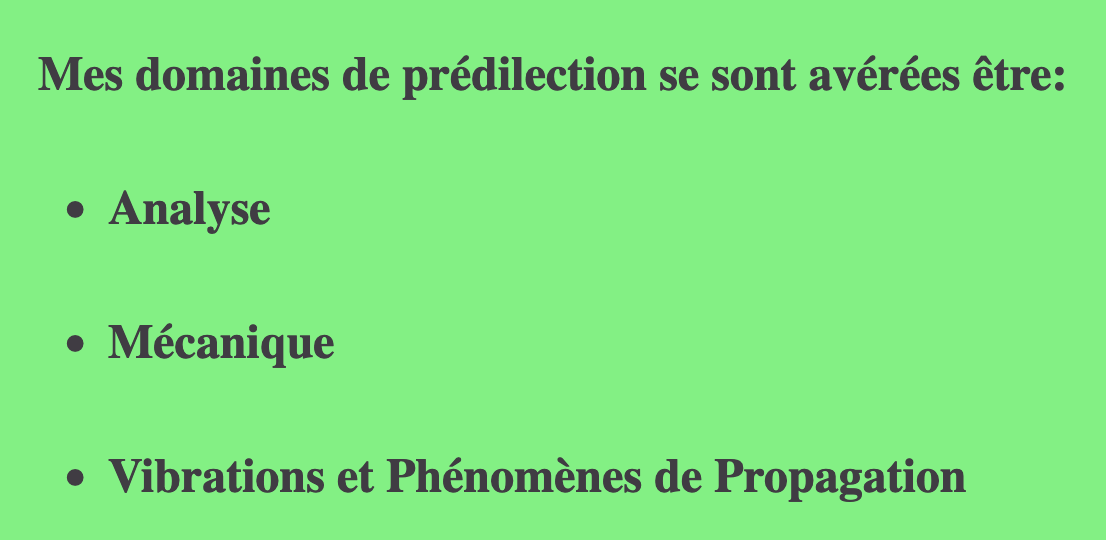 Mes domaines de prédilection se sont avérées être:
• Analyse
• Mécanique
• Vibrations et Phénomènes de Propagation